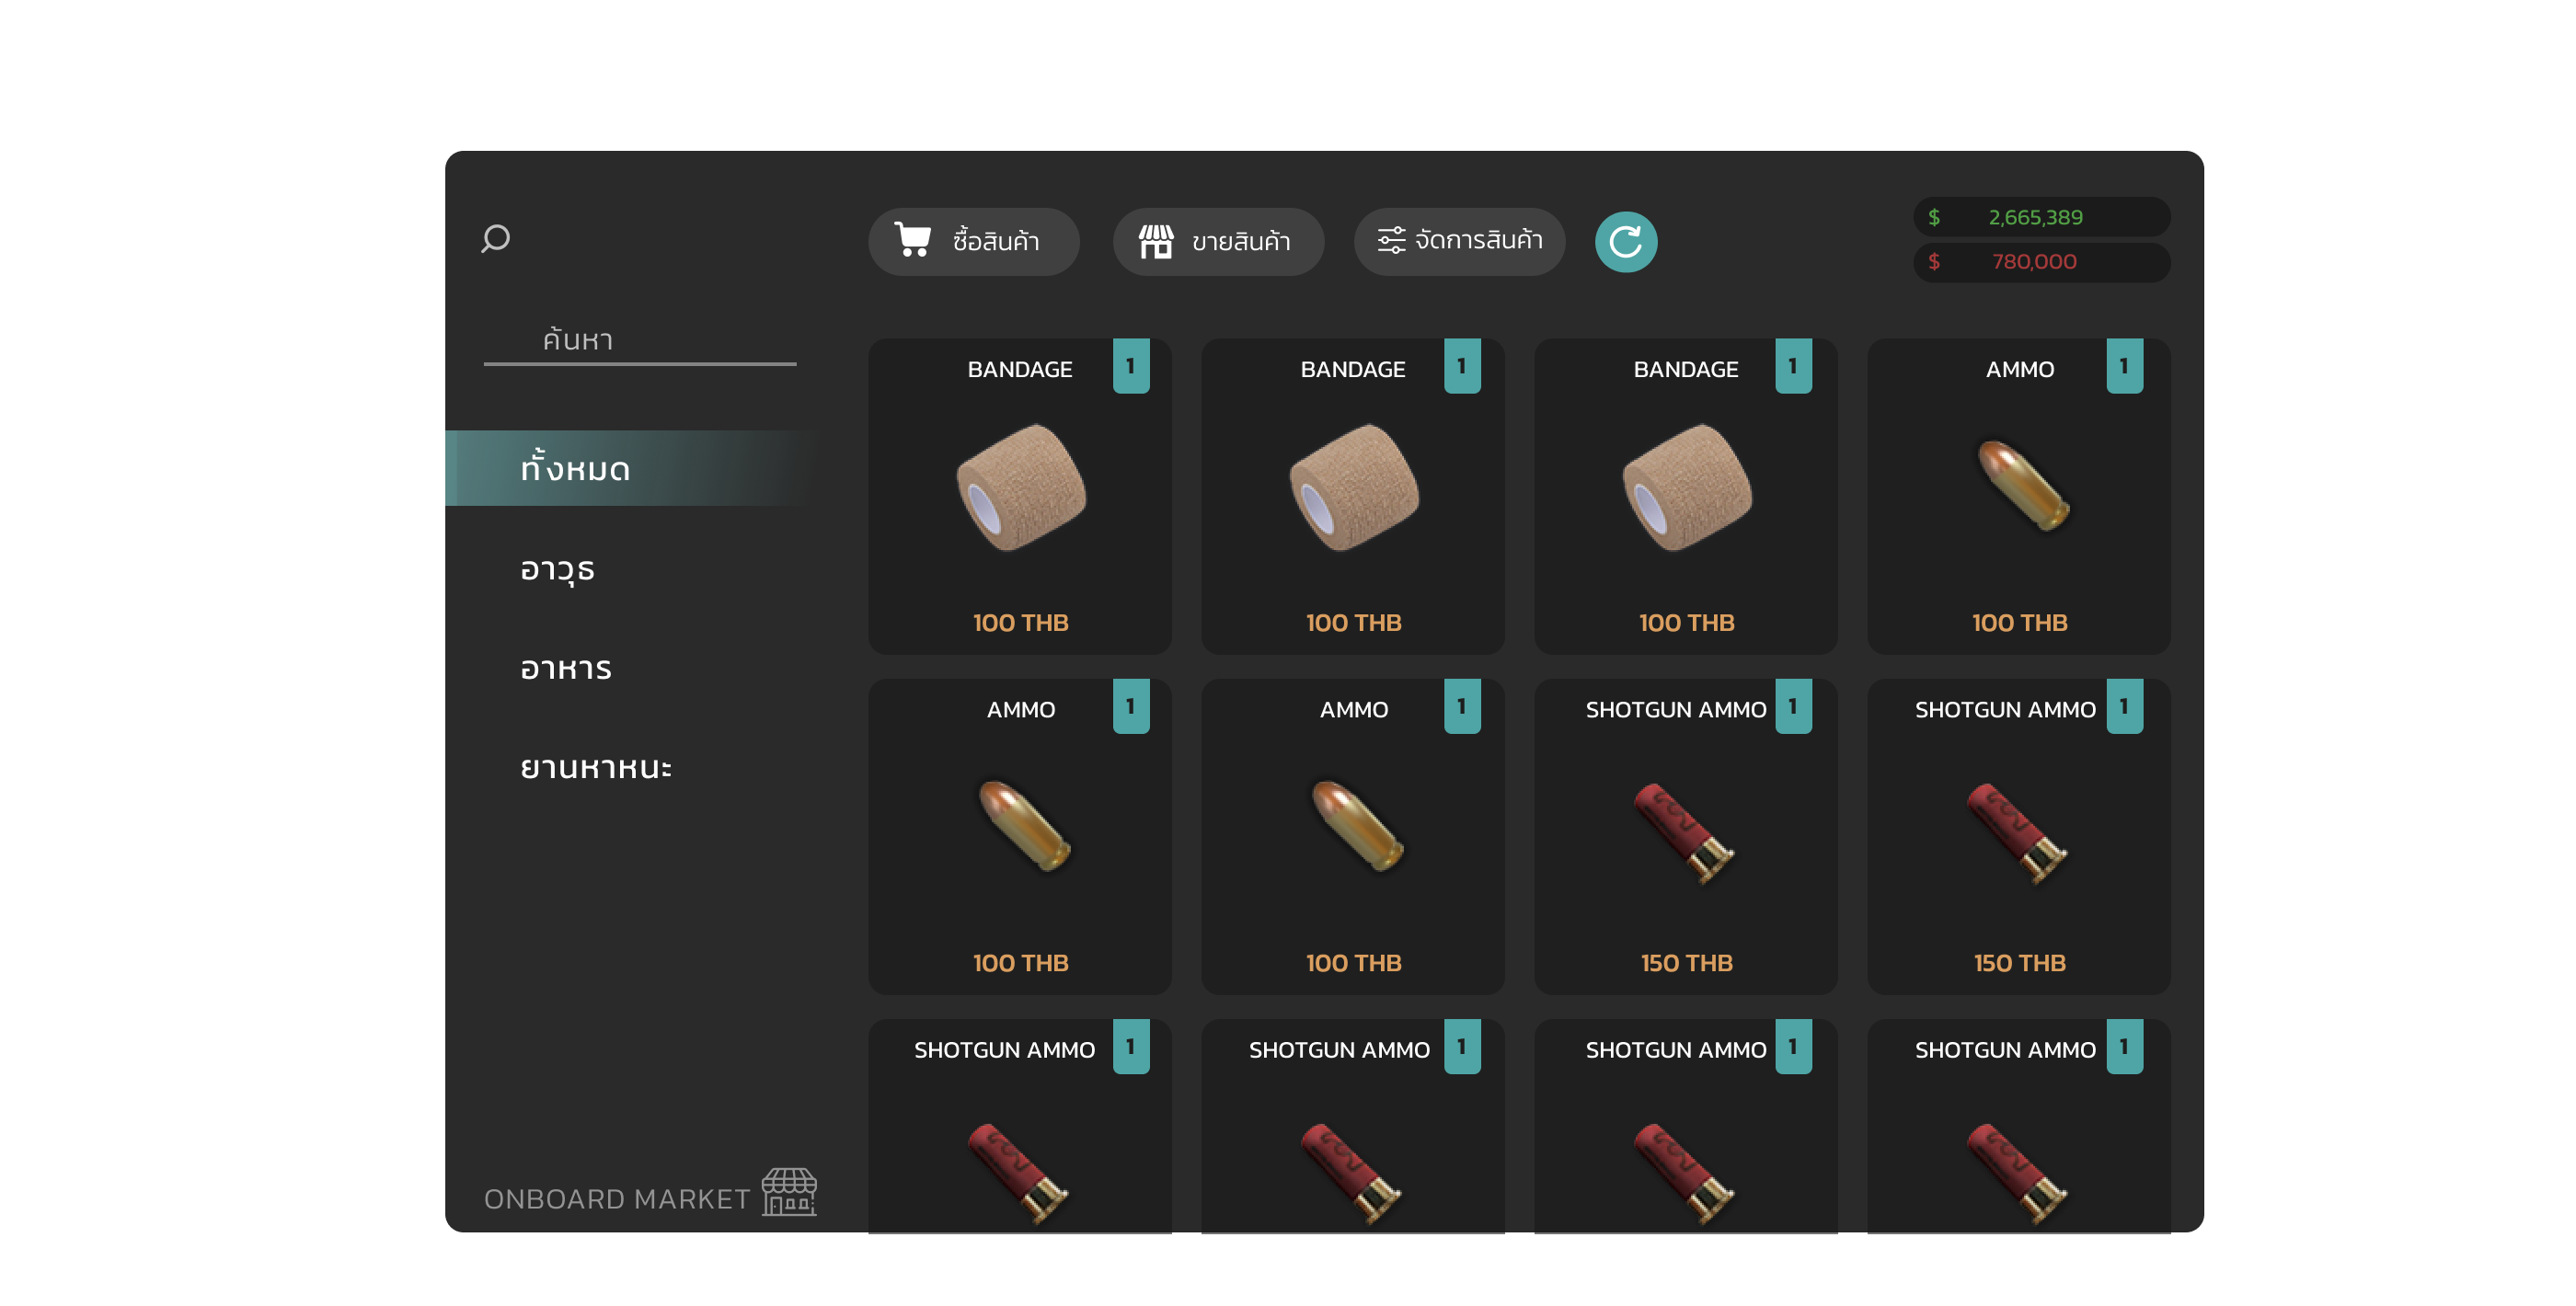 ซื้อสินค้า
ขายสินค้า
จัดการสินค้า
$ 2,665,389
$ 780,000
ค้นหา
ทั้งหมด
อาวุธ
อาหาร
ยานหาหนะ
ONBOARD MARKET
BANDAGE 1
100 THB
BANDAGE 1
100 THB
BANDAGE 1
100 THB
AMMO 1
100 THB
AMMO 1
100 THB
AMMO 1
100 THB
SHOTGUN AMMO 1
150 THB
SHOTGUN AMMO 1
150 THB
SHOTGUN AMMO 1
SHOTGUN AMMO 1
SHOTGUN AMMO 1
SHOTGUN AMMO 1